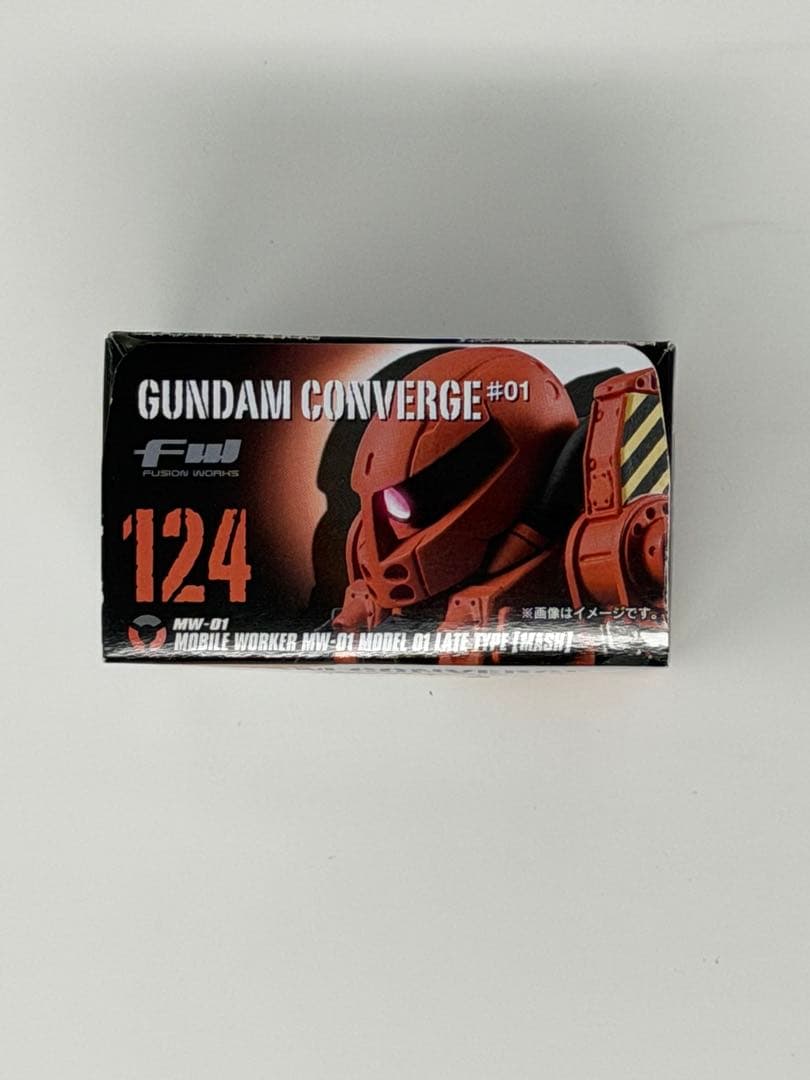 GUNDAM CONVERGE #01
FW
FUSION WORKS
124
MW-01
MOBILE WORKER MW-01 MODEL 01 LATE TYPE [MASH]
※画像はイメージです。